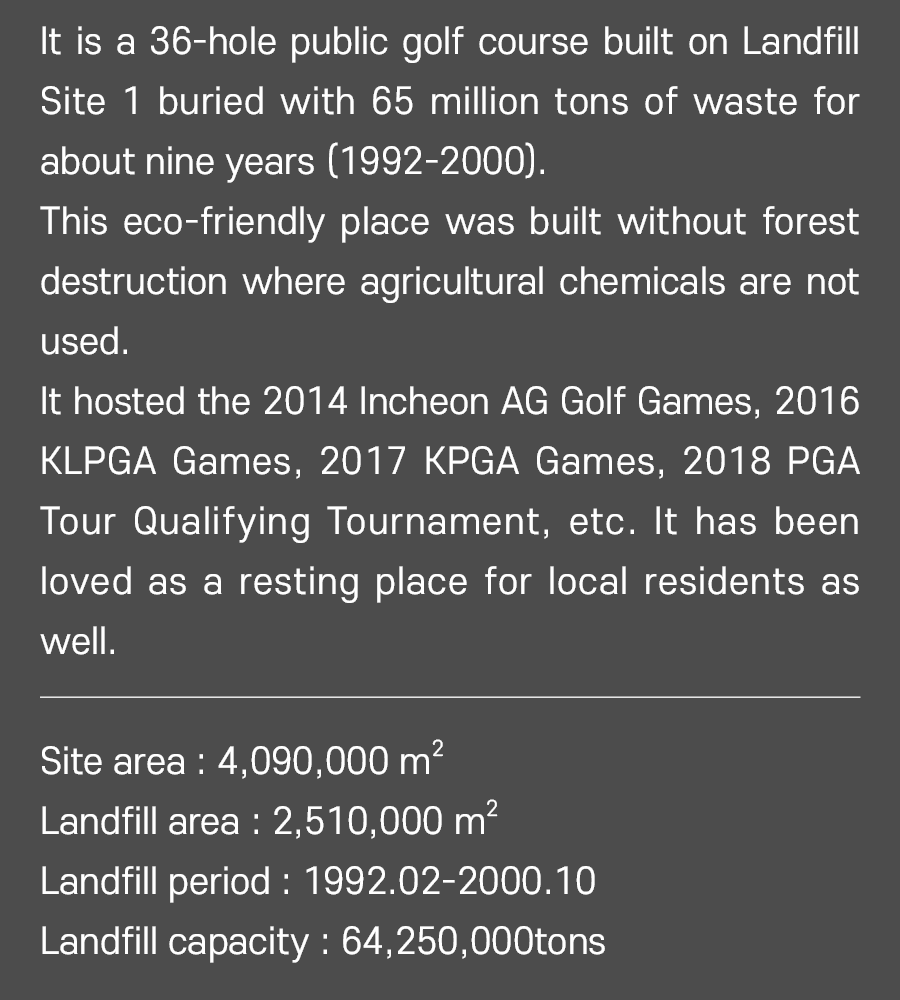 It is a 36-hole public golf course built on Landfill
Site 1 buried with 65 million tons of waste for
about nine years (1992-2000).
This eco-friendly place was built without forest
destruction where agricultural chemicals are not
used.
It hosted the 2014 Incheon AG Golf Games, 2016
KLPGA Games, 2017 KPGA Games, 2018 PGA
Tour Qualifying Tournament, etc. It has been
loved as a resting place for local residents as
well.
Site area : 4,090,000 m²
Landfill area : 2,510,000 m²
Landfill period : 1992.02-2000.10
Landfill capacity : 64,250,000tons